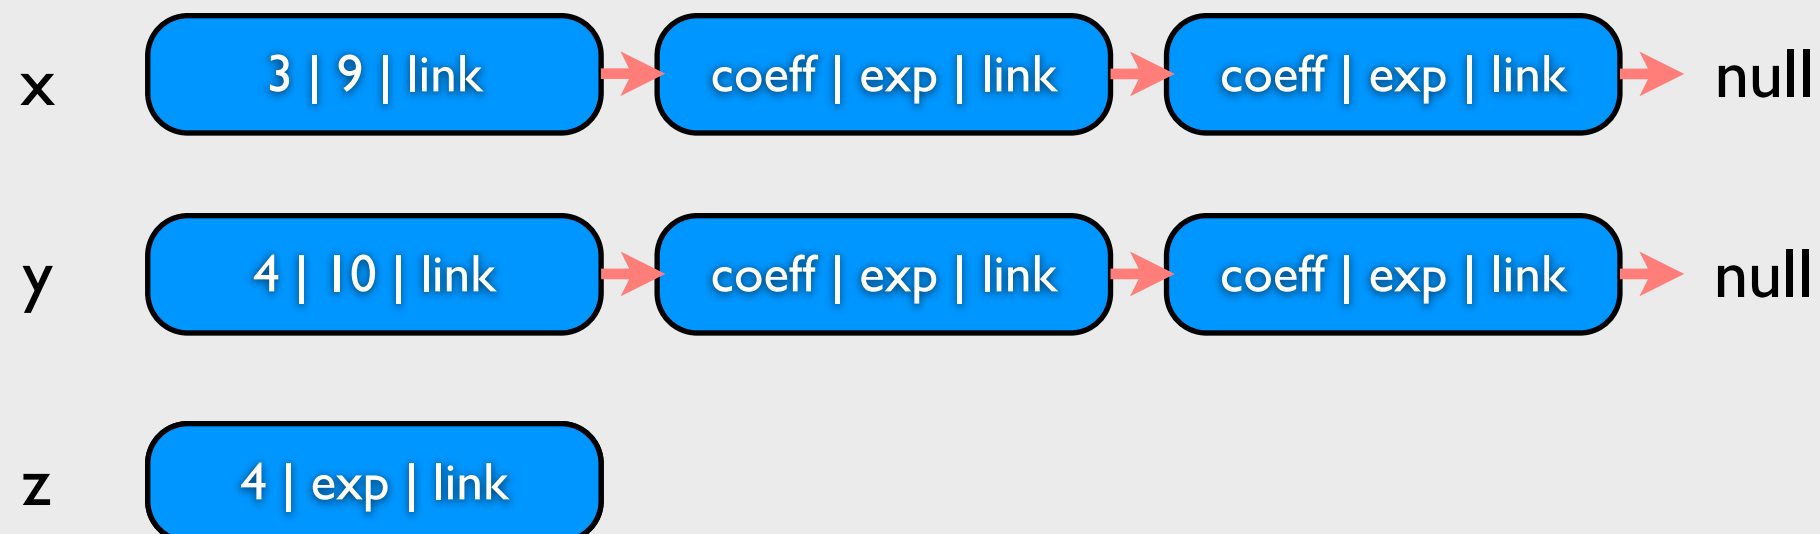 x 3 | 9 | link coeff | exp | link coeff | exp | link null
y 4 | 10 | link coeff | exp | link coeff | exp | link null
z 4 | exp | link